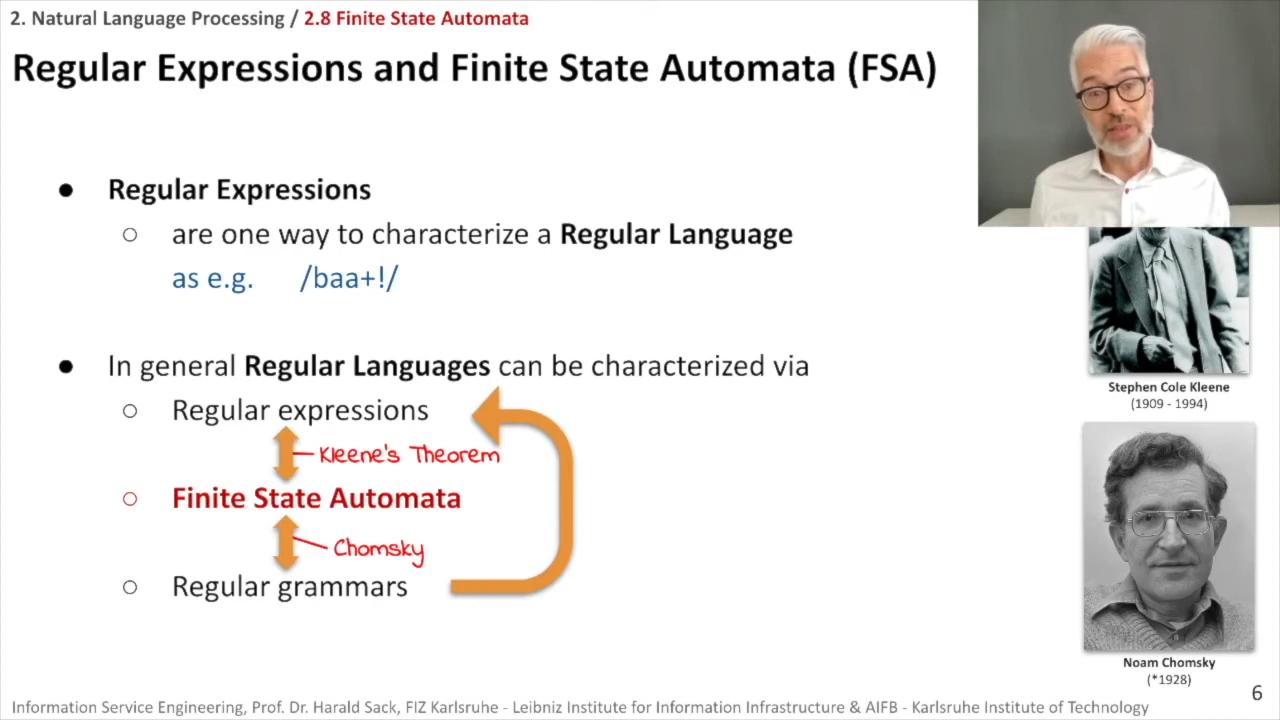 2. Natural Language Processing / 2.8 Finite State Automata
Regular Expressions and Finite State Automata (FSA)
● Regular Expressions
○ are one way to characterize a Regular Language
as e.g. /baa+!/
● In general Regular Languages can be characterized via
○ Regular expressions
Kleene's Theorem
○ Finite State Automata
Chomsky
○ Regular grammars
Stephen Cole Kleene
(1909 - 1994)
Noam Chomsky
(*1928)
Information Service Engineering, Prof. Dr. Harald Sack, FIZ Karlsruhe - Leibniz Institute for Information Infrastructure & AIFB - Karlsruhe Institute of Technology
6